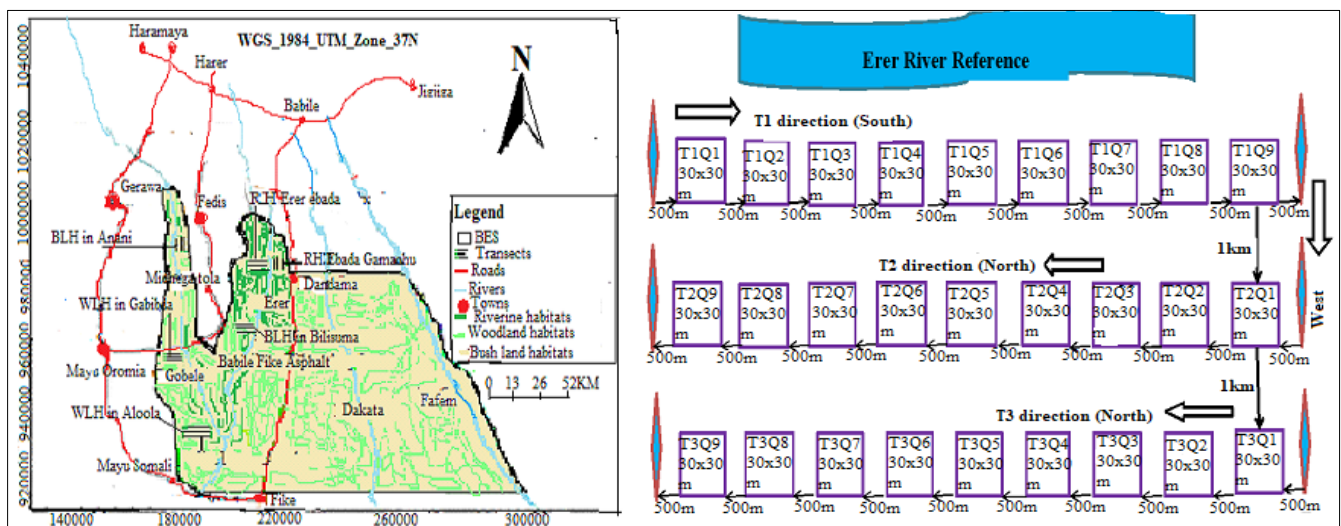 WGS_1984_UTM_Zone_37N
N
Haramaya
Harer
Jiriiza
Babile
Gerawa
Fedis
R.H Erer ebada
BLH in Anani
RH Ebada Gamachu
Dandama
WLH in Gabibda
Erer
BLH in Bilisuma
Babile Fike Asphalt
Mayu Oromia
Gobele
WLH in Aloola
Dakata
Fafem
Mayu Somali
Fike
Legend
BES
Transects
Roads
Rivers
Towns
Riverine habitats
Woodland habitats
Bush land habitats
0 13 26 52KM
1040000
1020000
1000000
980000
960000
940000
920000
140000 180000 220000 260000 300000
Erer River Reference
T1 direction (South)
T1Q1 T1Q2 T1Q3 T1Q4 T1Q5 T1Q6 T1Q7 T1Q8 T1Q9
30x30 30x30 30x30 30x30 30x30 30x30 30x30 30x30 30x30
m m m m m m m m m
500m 500m 500m 500m 500m 500m 500m 500m 500m 500m
1km
T2 direction (North)
West
T2Q9 T2Q8 T2Q7 T2Q6 T2Q5 T2Q4 T2Q3 T2Q2 T2Q1
30x30 30x30 30x30 30x30 30x30 30x30 30x30 30x30 30x30
m m m m m m m m m
500m 500m 500m 500m 500m 500m 500m 500m 500m 500m
1km
T3 direction (North)
T3Q9 T3Q8 T3Q7 T3Q6 T3Q5 T3Q4 T3Q3 T3Q2 T3Q1
30x30 30x30 30x30 30x30 30x30 30x30 30x30 30x30 30x30
m m m m m m m m m
500m 500m 500m 500m 500m 500m 500m 500m 500m 500m